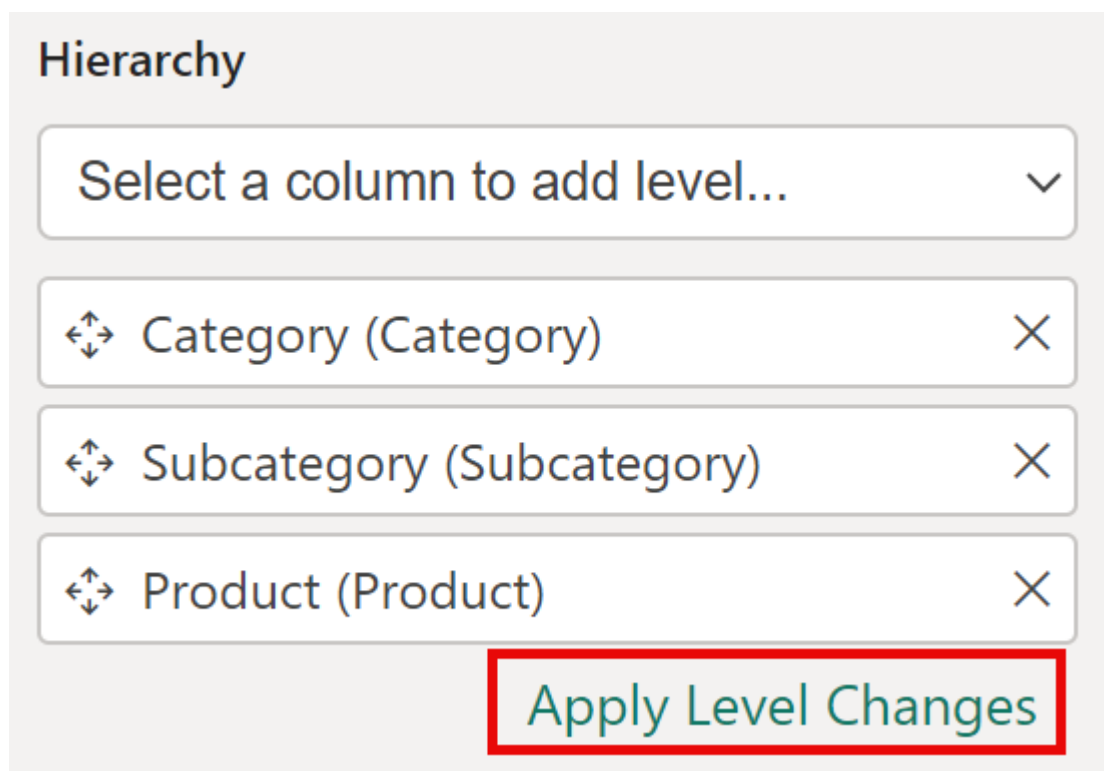 Hierarchy
Select a column to add level...
Category (Category)
Subcategory (Subcategory)
Product (Product)
Apply Level Changes